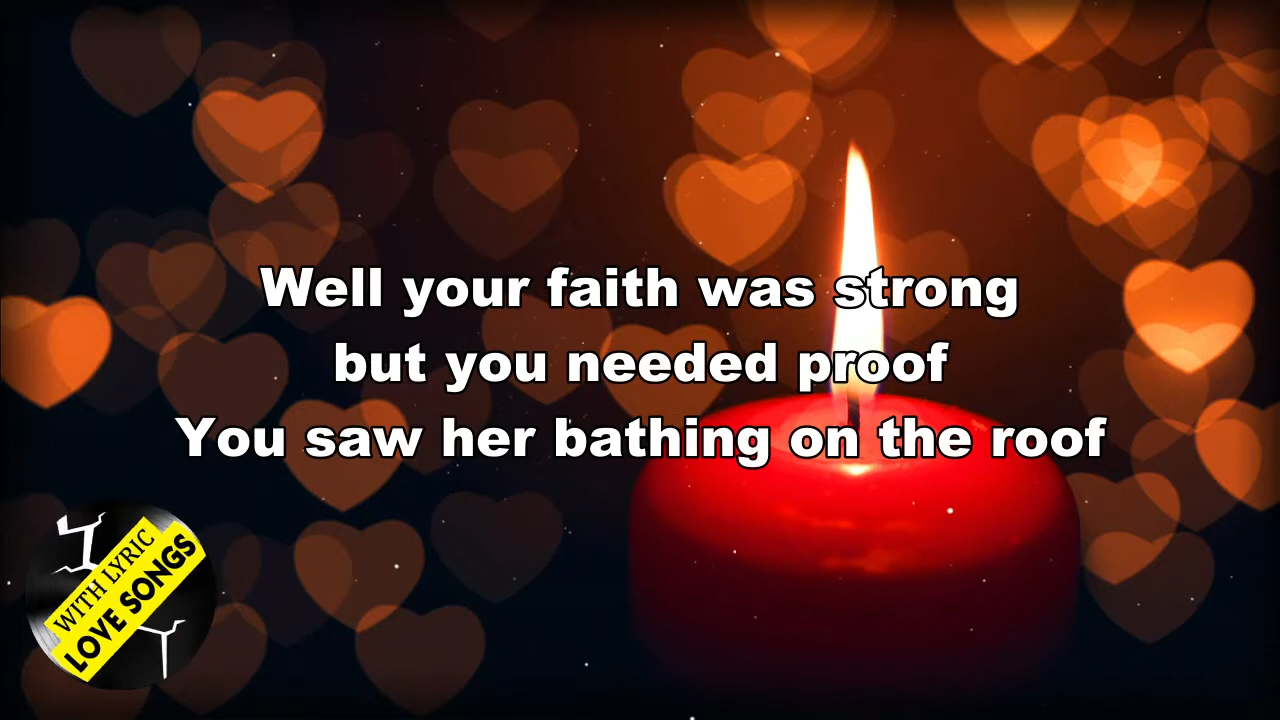 Well your faith was strong
but you needed proof
You saw her bathing on the roof
WITH LYRIC
LOVE SONGS